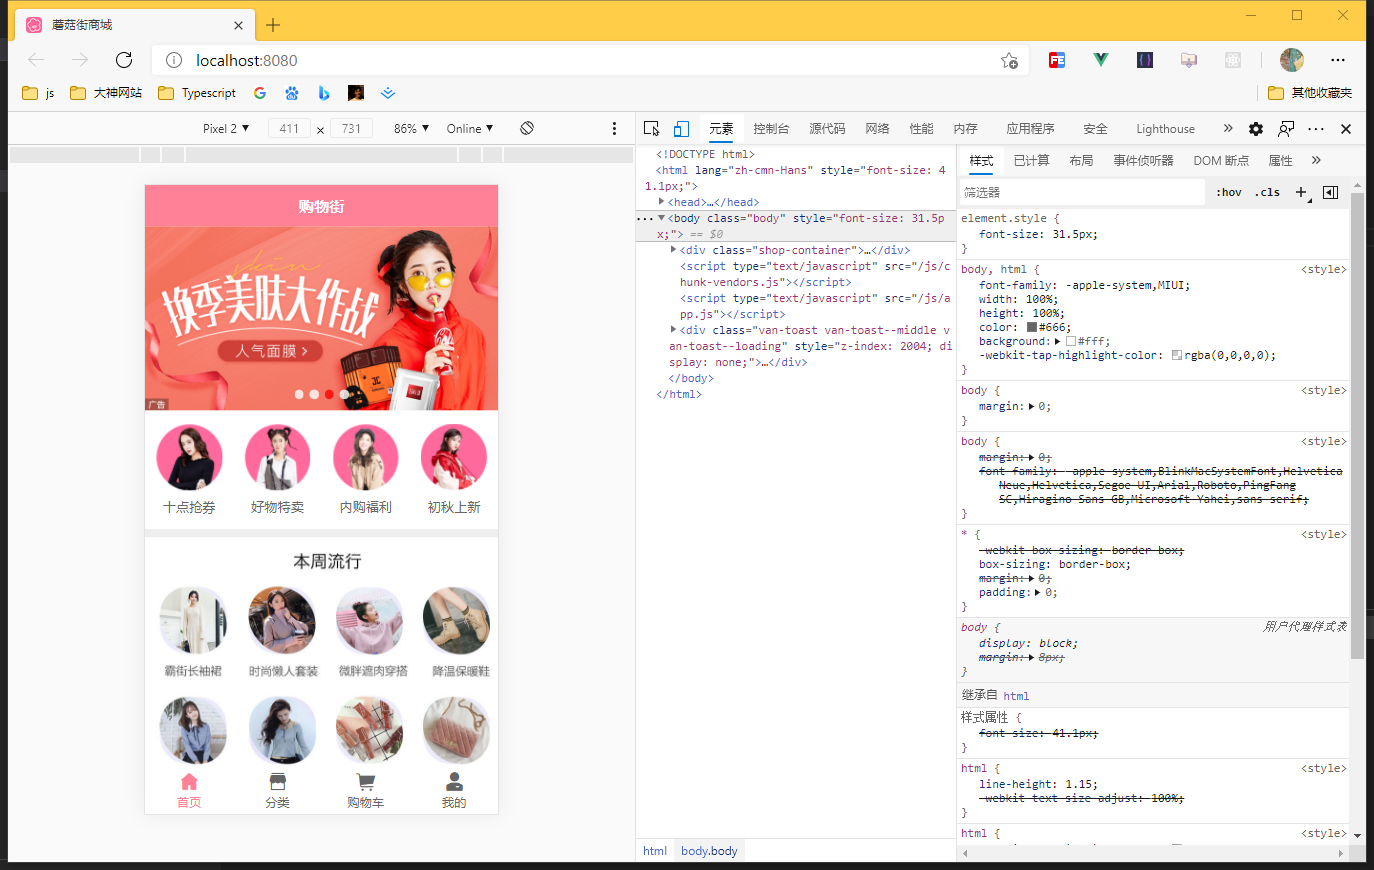 蘑菇街商城
localhost:8080
js
大神网站
Typescript
其他收藏夹
Pixel 2 ▼
411 × 731
86% ▼
Online ▼
元素
控制台
源代码
网络
性能
内存
应用程序
安全
Lighthouse
购物街
换季美肤大作战
人气面膜 >
广告
十点抢券
好物特卖
内购福利
初秋上新
本周流行
霸街长袖裙
时尚懒人套装
微胖遮肉穿搭
降温保暖鞋
首页
分类
购物车
我的
<!DOCTYPE html>
<html lang="zh-cmn-Hans" style="font-size: 4
1.1px;">
<head>…</head>
<body class="body" style="font-size: 31.5p
x;"> == $0
<div class="shop-container">…</div>
<script type="text/javascript" src="/js/c
hunk-vendors.js"></script>
<script type="text/javascript" src="/js/a
pp.js"></script>
<div class="van-toast van-toast--middle v
an-toast--loading" style="z-index: 2004; di
splay: none;">…</div>
</body>
</html>
html
body.body
样式
已计算
布局
事件侦听器
DOM 断点
属性
筛选器
:hov
.cls
element.style {
font-size: 31.5px;
}
body, html { <style>
font-family: -apple-system,MIUI;
width: 100%;
height: 100%;
color: #666;
background: #fff;
-webkit-tap-highlight-color: rgba(0,0,0,0);
}
body { <style>
margin: 0;
}
body { <style>
margin: 0;
font-family: -apple-system,BlinkMacSystemFont,Helvetica
Neue,Helvetica,Segoe UI,Arial,Roboto,PingFang
SC,Hiragino Sans GB,Microsoft Yahei,sans-serif;
}
* { <style>
-webkit-box-sizing: border-box;
box-sizing: border-box;
margin: 0;
padding: 0;
}
body { 用户代理样式表
display: block;
margin: 8px;
}
继承自 html
样式属性 {
font-size: 41.1px;
}
html { <style>
line-height: 1.15;
-webkit-text-size-adjust: 100%;
}
html { <style>